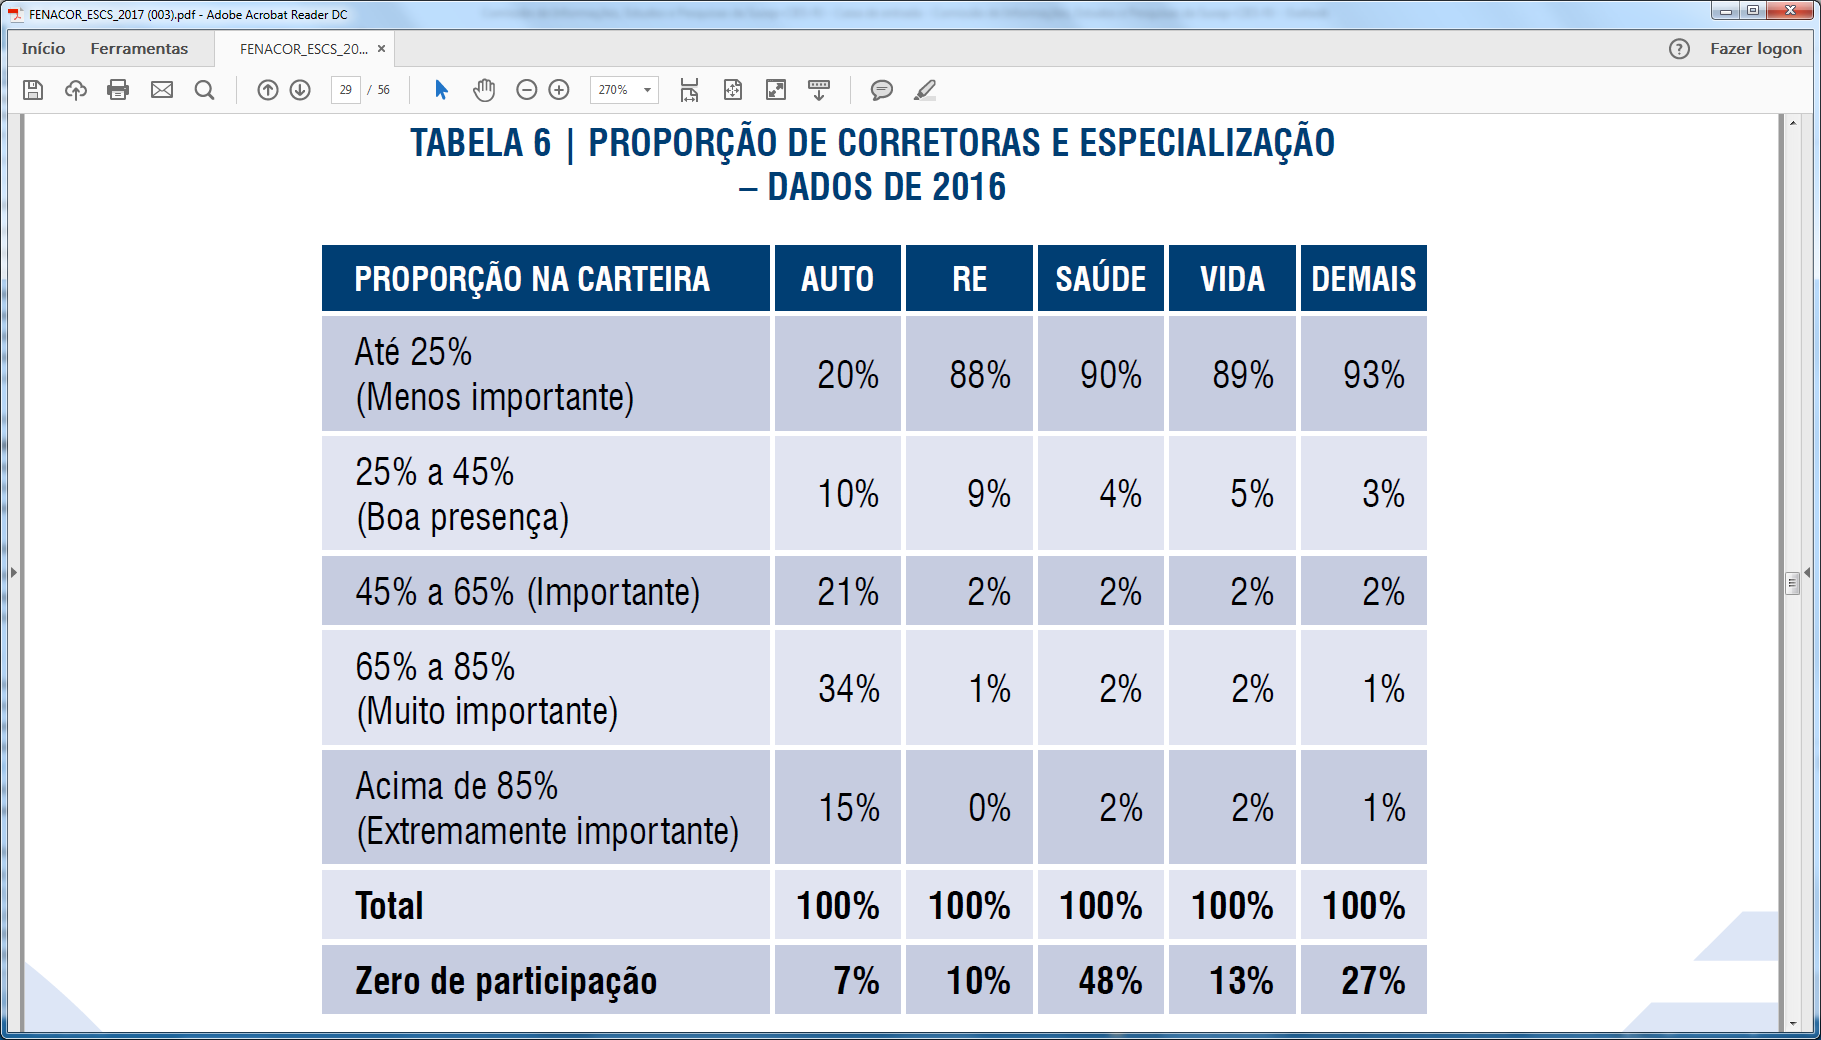 FENACOR_ESCS_2017 (003).pdf - Adobe Acrobat Reader DC
Início Ferramentas FENACOR_ESCS_20... × ? Fazer logon
29 / 56 270%
TABELA 6 | PROPORÇÃO DE CORRETORAS E ESPECIALIZAÇÃO
– DADOS DE 2016
PROPORÇÃO NA CARTEIRA AUTO RE SAÚDE VIDA DEMAIS
Até 25%
(Menos importante) 20% 88% 90% 89% 93%
25% a 45%
(Boa presença) 10% 9% 4% 5% 3%
45% a 65% (Importante) 21% 2% 2% 2% 2%
65% a 85%
(Muito importante) 34% 1% 2% 2% 1%
Acima de 85%
(Extremamente importante) 15% 0% 2% 2% 1%
Total 100% 100% 100% 100% 100%
Zero de participação 7% 10% 48% 13% 27%